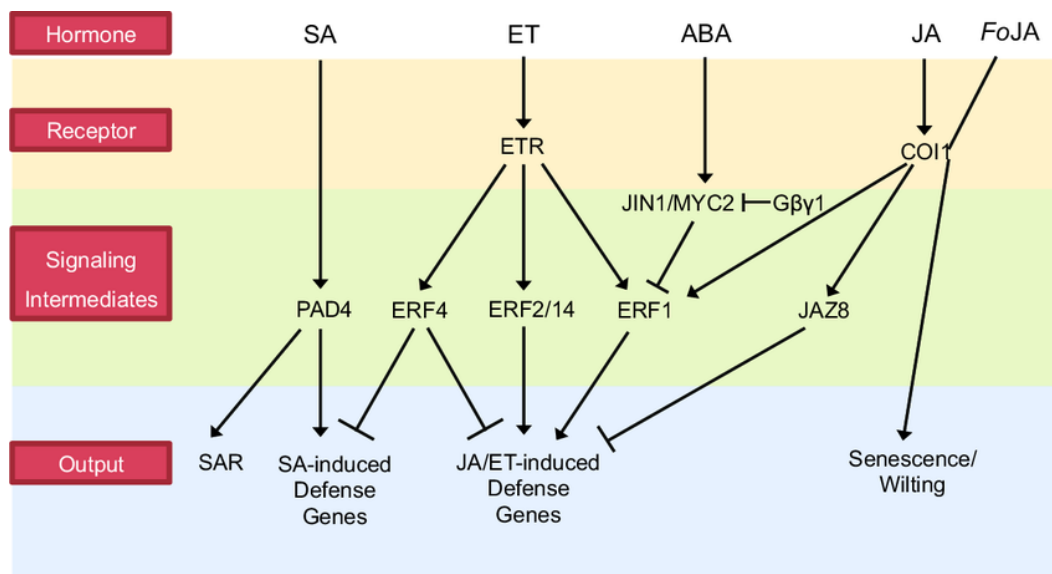 Hormone
SA
ET
ABA
JA
FoJA
Receptor
ETR
COI1
JIN1/MYC2
Gβγ1
Signaling
Intermediates
PAD4
ERF4
ERF2/14
ERF1
JAZ8
Output
SAR
SA-induced
Defense
Genes
JA/ET-induced
Defense
Genes
Senescence/
Wilting